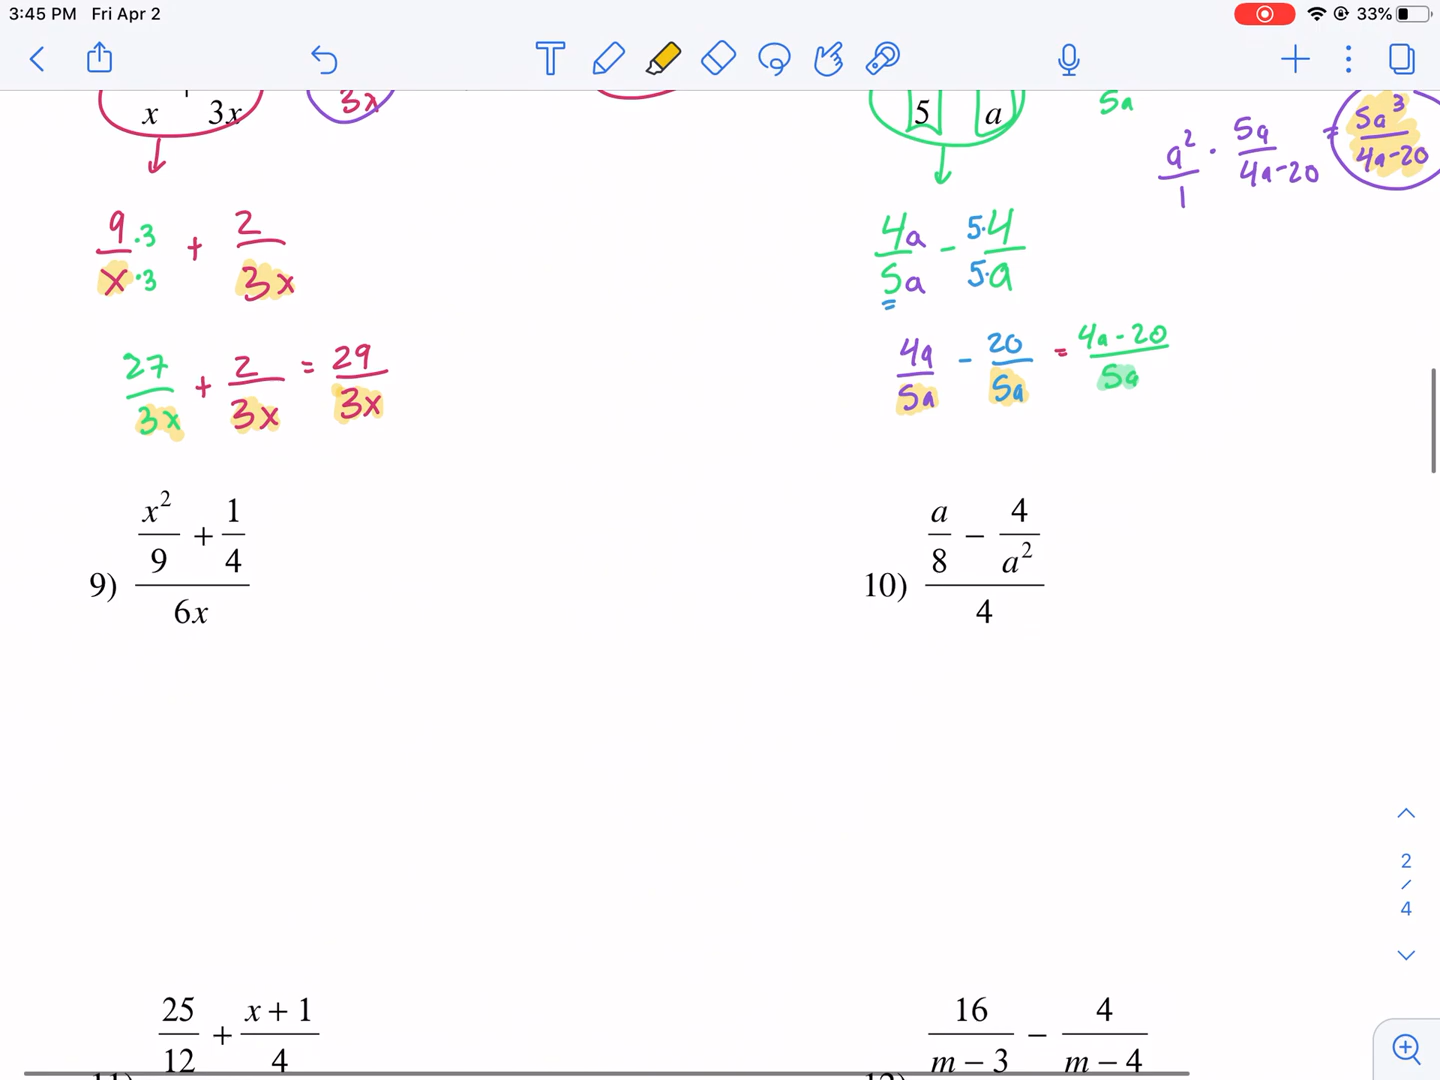 3:45 PM Fri Apr 2
33%
x 3x
3x
5 a
5a
a²/1 · 5a/4a-20 = 5a³/4a-20
9·3/x·3 + 2/3x
4a/5a - 5·4/5·a
27/3x + 2/3x = 29/3x
4a/5a - 20/5a = 4a-20/5a
9) (x²/9 + 1/4)/6x
10) (a/8 − 4/a²)/4
2
/
4
25/12 + (x + 1)/4
16/(m − 3) − 4/(m − 4)